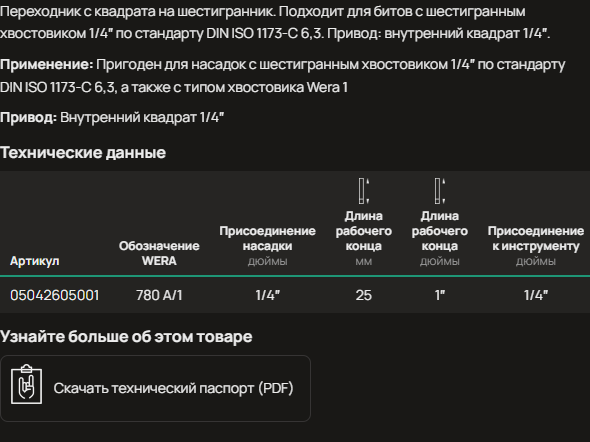 Переходник с квадрата на шестигранник. Подходит для битов с шестигранным
хвостовиком 1/4″ по стандарту DIN ISO 1173-C 6,3. Привод: внутренний квадрат 1/4″.
Применение: Пригоден для насадок с шестигранным хвостовиком 1/4″ по стандарту
DIN ISO 1173-C 6,3, а также с типом хвостовика Wera 1
Привод: Внутренний квадрат 1/4″
Технические данные
Артикул
Обозначение
WERA
Присоединение
насадки
дюймы
Длина
рабочего
конца
мм
Длина
рабочего
конца
дюймы
Присоединение
к инструменту
дюймы
05042605001 780 A/1 1/4″ 25 1″ 1/4″
Узнайте больше об этом товаре
Скачать технический паспорт (PDF)